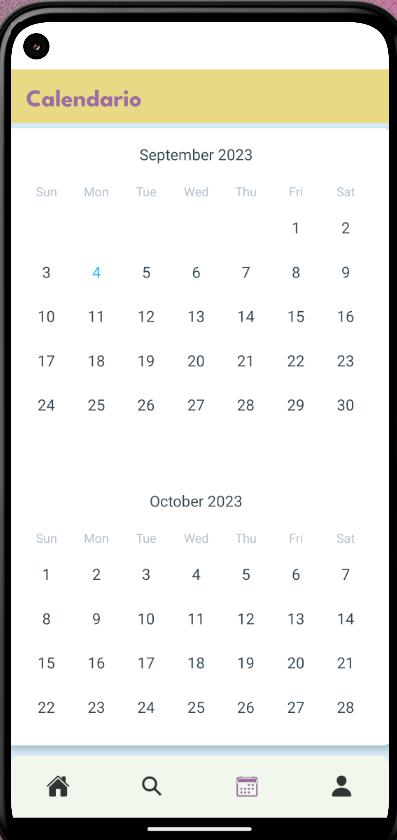 Calendario
September 2023
Sun Mon Tue Wed Thu Fri Sat
1 2
3 4 5 6 7 8 9
10 11 12 13 14 15 16
17 18 19 20 21 22 23
24 25 26 27 28 29 30
October 2023
Sun Mon Tue Wed Thu Fri Sat
1 2 3 4 5 6 7
8 9 10 11 12 13 14
15 16 17 18 19 20 21
22 23 24 25 26 27 28